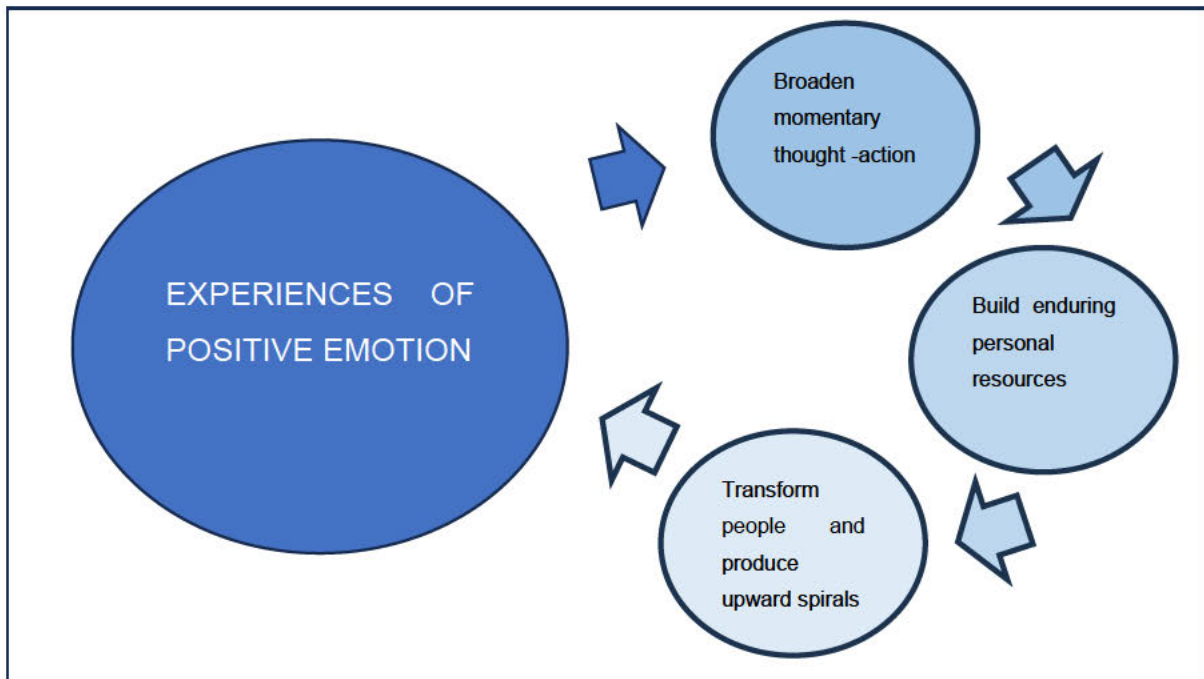 EXPERIENCES OF
POSITIVE EMOTION
Broaden
momentary
thought -action
Build enduring
personal
resources
Transform
people and
produce
upward spirals